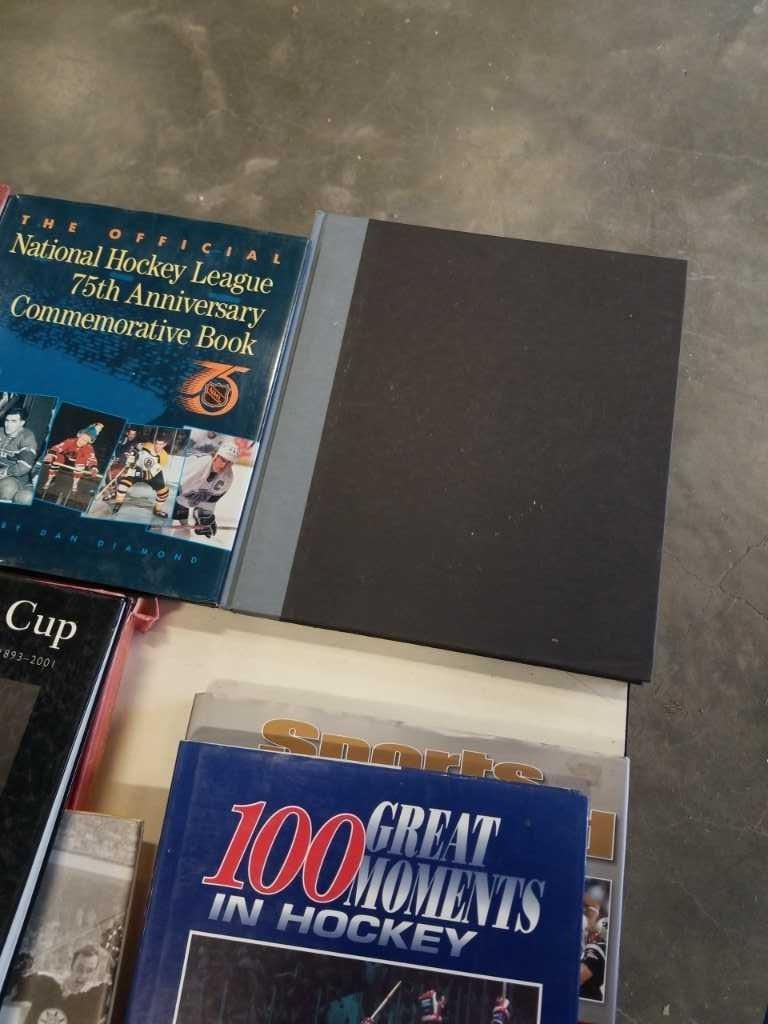 THE OFFICIAL
National Hockey League
75th Anniversary
Commemorative Book
75
BY DAN DIAMOND
Cup
1893-2001
Sports
100 GREAT
MOMENTS
IN HOCKEY